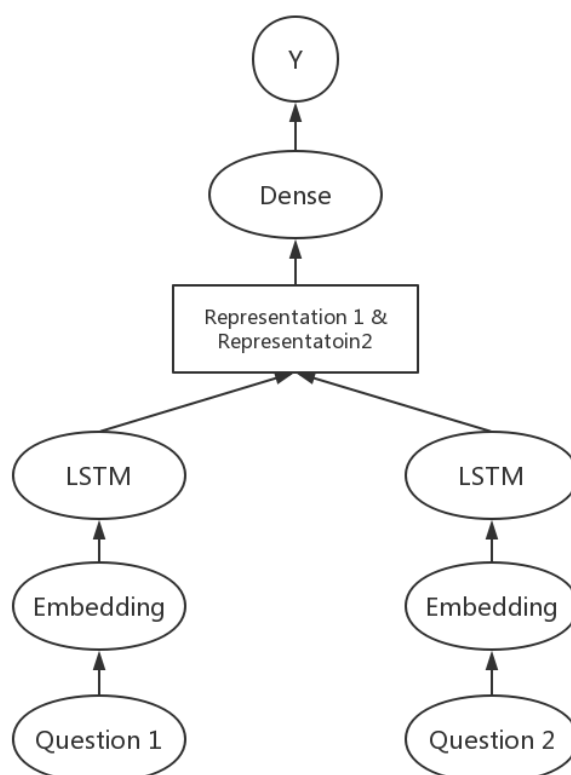 Y
Dense
Representation 1 &
Representatoin2
LSTM
LSTM
Embedding
Embedding
Question 1
Question 2